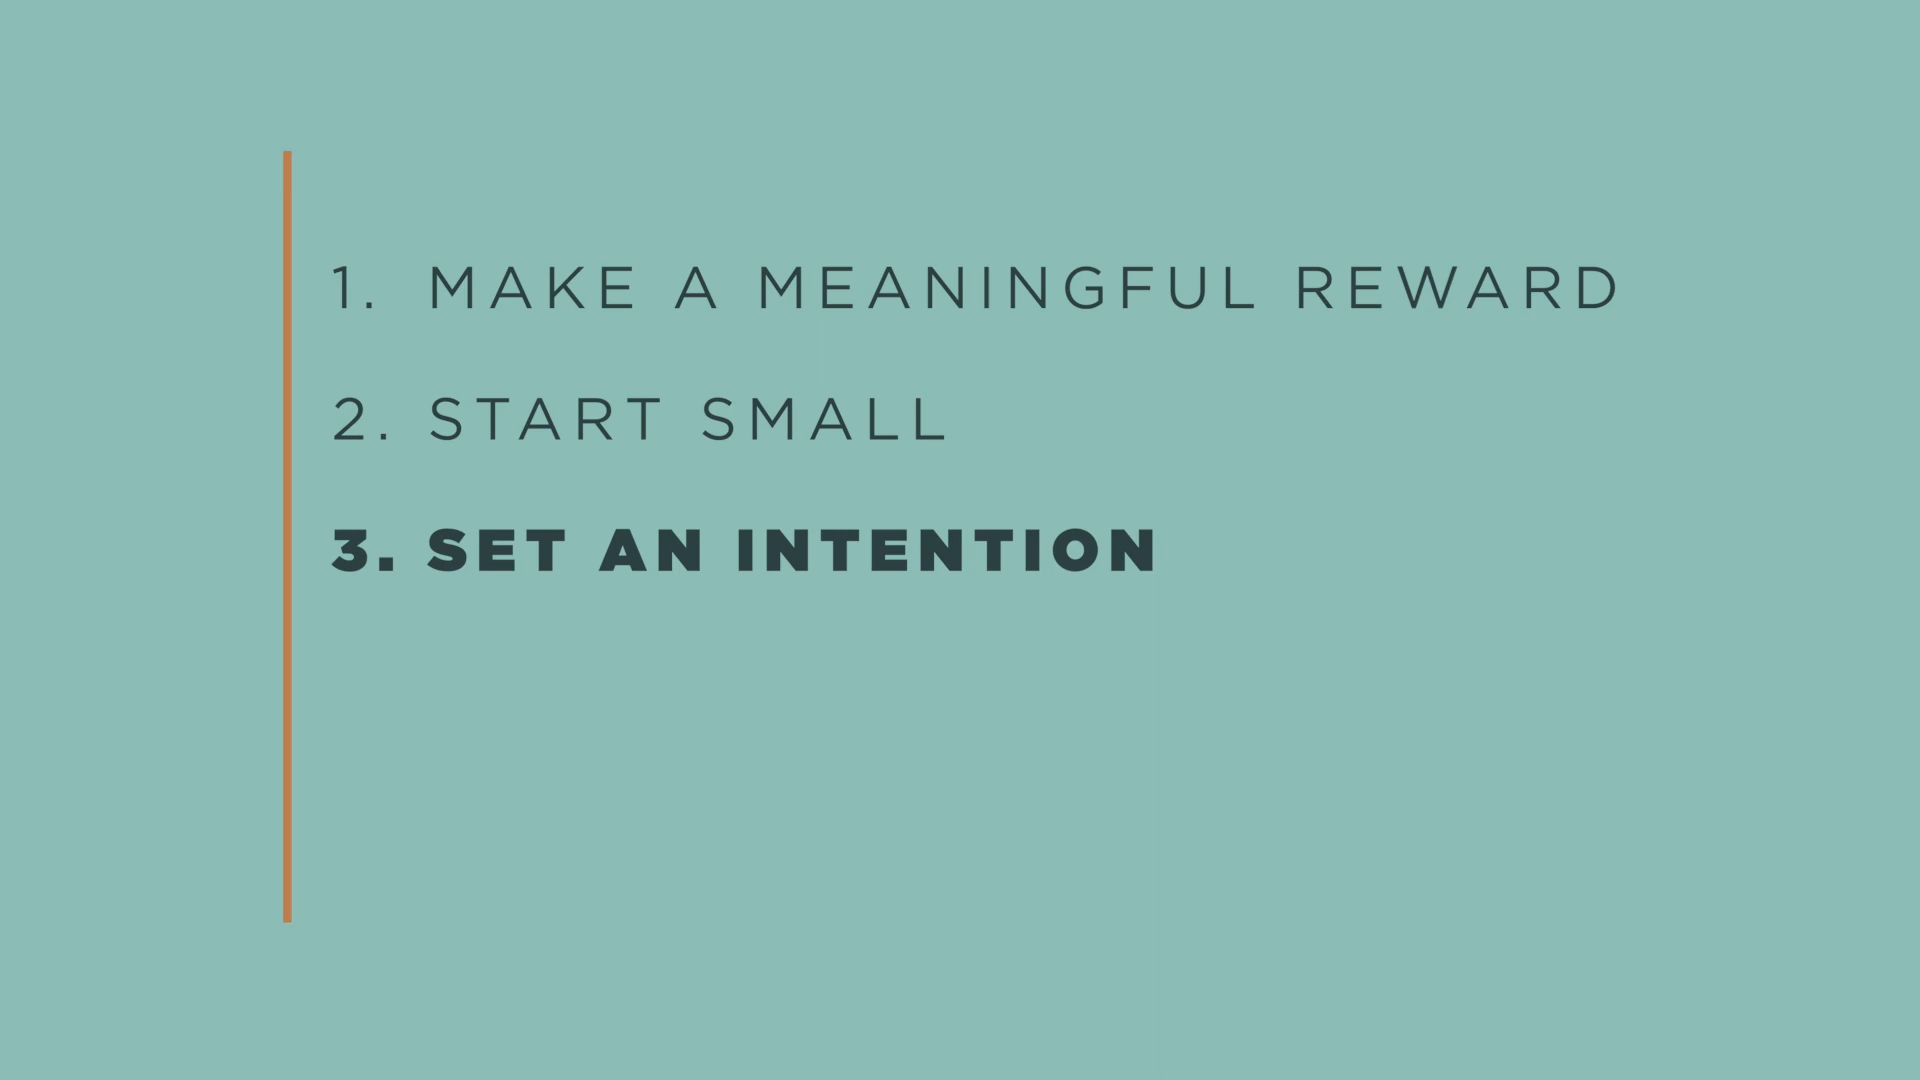 1. MAKE A MEANINGFUL REWARD
2. START SMALL
3. SET AN INTENTION